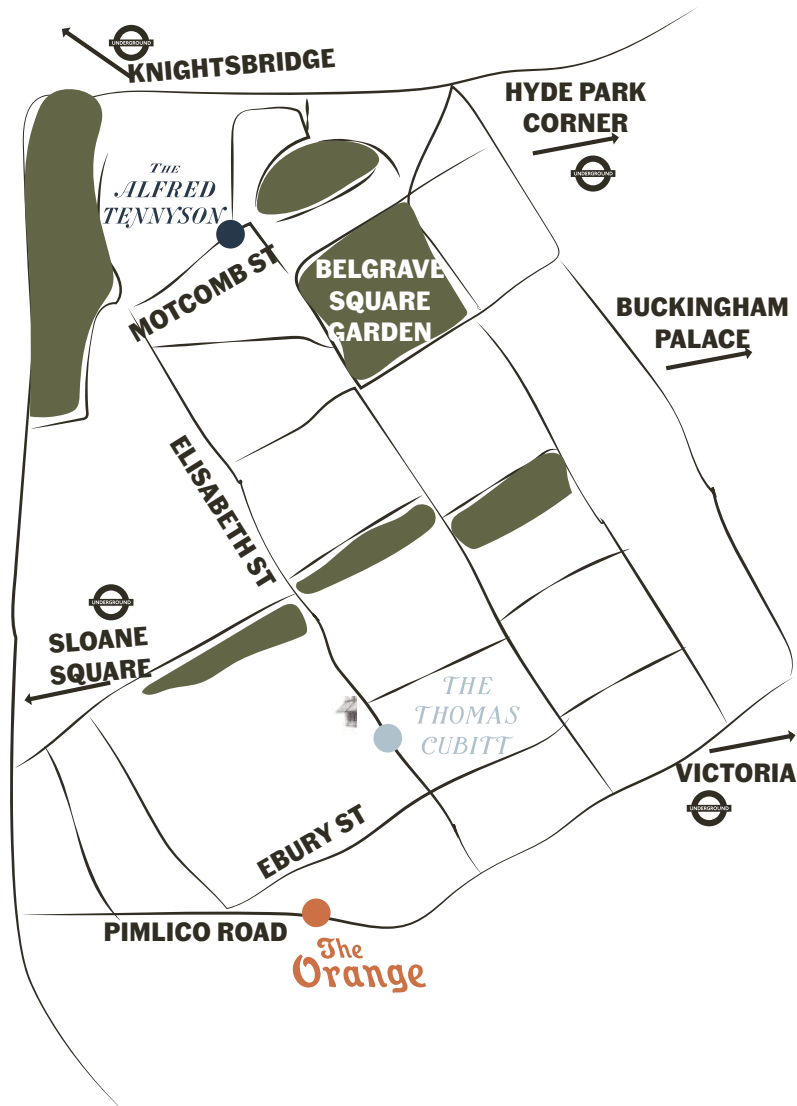 UNDERGROUND
KNIGHTSBRIDGE
HYDE PARK
CORNER
UNDERGROUND
THE
ALFRED
TENNYSON
MOTCOMB ST
BELGRAVE
SQUARE
GARDEN
BUCKINGHAM
PALACE
ELISABETH ST
UNDERGROUND
SLOANE
SQUARE
THE
THOMAS
CUBITT
VICTORIA
UNDERGROUND
EBURY ST
PIMLICO ROAD
The
Orange